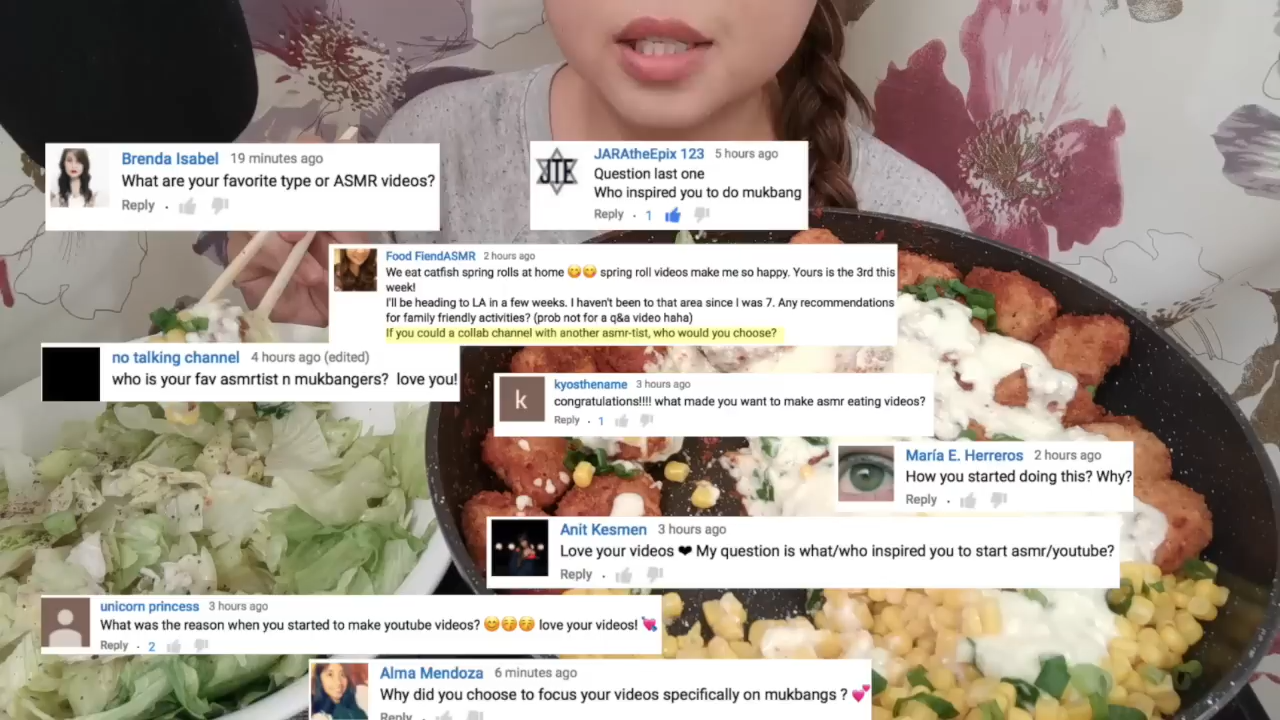 Brenda Isabel 19 minutes ago
What are your favorite type or ASMR videos?
Reply
JTE
JARAtheEpix 123 5 hours ago
Question last one
Who inspired you to do mukbang
Reply · 1
Food FiendASMR 2 hours ago
We eat catfish spring rolls at home 😋😋 spring roll videos make me so happy. Yours is the 3rd this
week!
I'll be heading to LA in a few weeks. I haven't been to that area since I was 7. Any recommendations
for family friendly activities? (prob not for a q&a video haha)
If you could a collab channel with another asmr-tist, who would you choose?
no talking channel 4 hours ago (edited)
who is your fav asmrtist n mukbangers? love you!
k
kyosthename 3 hours ago
congratulations!!!! what made you want to make asmr eating videos?
Reply · 1
María E. Herreros 2 hours ago
How you started doing this? Why?
Reply
Anit Kesmen 3 hours ago
Love your videos ❤ My question is what/who inspired you to start asmr/youtube?
Reply
unicorn princess 3 hours ago
What was the reason when you started to make youtube videos? 😊😚😚 love your videos! 💘
Reply · 2
Alma Mendoza 6 minutes ago
Why did you choose to focus your videos specifically on mukbangs ? 💕
Reply